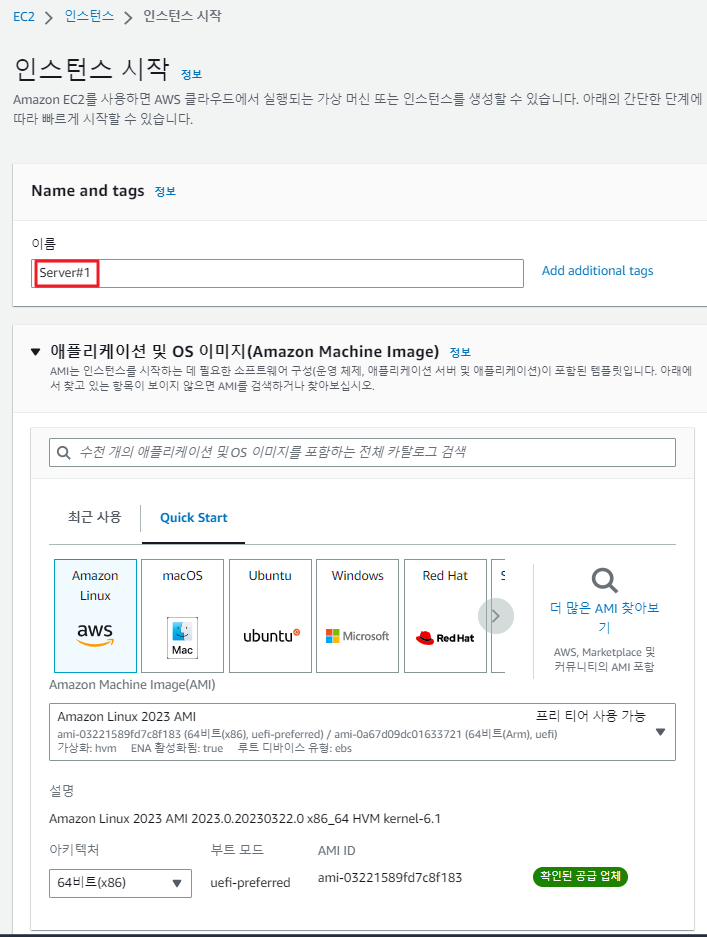 EC2 > 인스턴스 > 인스턴스 시작
인스턴스 시작 정보
Amazon EC2를 사용하면 AWS 클라우드에서 실행되는 가상 머신 또는 인스턴스를 생성할 수 있습니다. 아래의 간단한 단계에
따라 빠르게 시작할 수 있습니다.
Name and tags 정보
이름
Server#1
Add additional tags
애플리케이션 및 OS 이미지(Amazon Machine Image) 정보
AMI는 인스턴스를 시작하는 데 필요한 소프트웨어 구성(운영 체제, 애플리케이션 서버 및 애플리케이션)이 포함된 템플릿입니다. 아래에
서 찾고 있는 항목이 보이지 않으면 AMI를 검색하거나 찾아보십시오.
수천 개의 애플리케이션 및 OS 이미지를 포함하는 전체 카탈로그 검색
최근 사용 Quick Start
Amazon
Linux
aws
macOS
Mac
Ubuntu
ubuntu
Windows
Microsoft
Red Hat
RedHat
S
더 많은 AMI 찾아보
기
AWS, Marketplace 및
커뮤니티의 AMI 포함
Amazon Machine Image(AMI)
Amazon Linux 2023 AMI 프리 티어 사용 가능
ami-03221589fd7c8f183 (64비트(x86), uefi-preferred) / ami-0a67d09dc01633721 (64비트(Arm), uefi)
가상화: hvm ENA 활성화됨: true 루트 디바이스 유형: ebs
설명
Amazon Linux 2023 AMI 2023.0.20230322.0 x86_64 HVM kernel-6.1
아키텍처 부트 모드 AMI ID
64비트(x86) uefi-preferred ami-03221589fd7c8f183 확인된 공급 업체